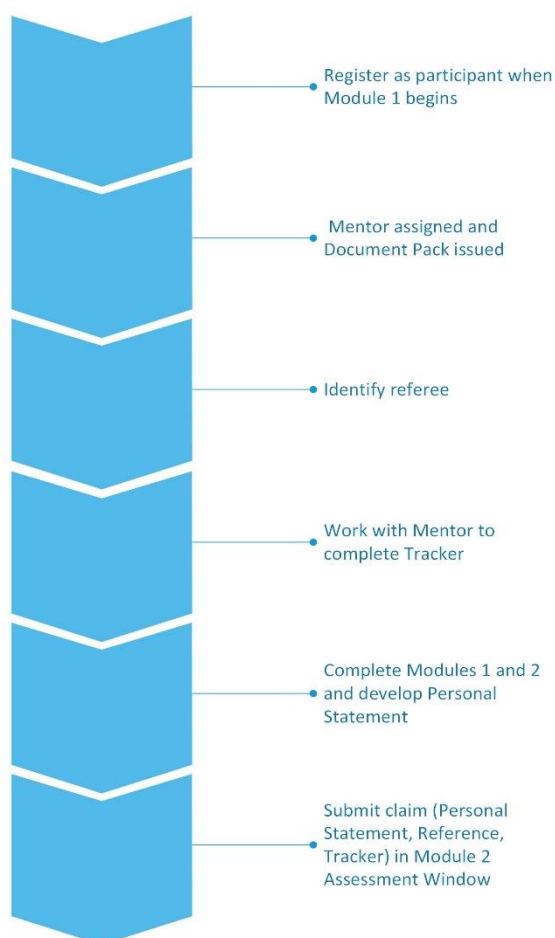 Register as participant when
Module 1 begins
Mentor assigned and
Document Pack issued
Identify referee
Work with Mentor to
complete Tracker
Complete Modules 1 and 2
and develop Personal
Statement
Submit claim (Personal
Statement, Reference,
Tracker) in Module 2
Assessment Window